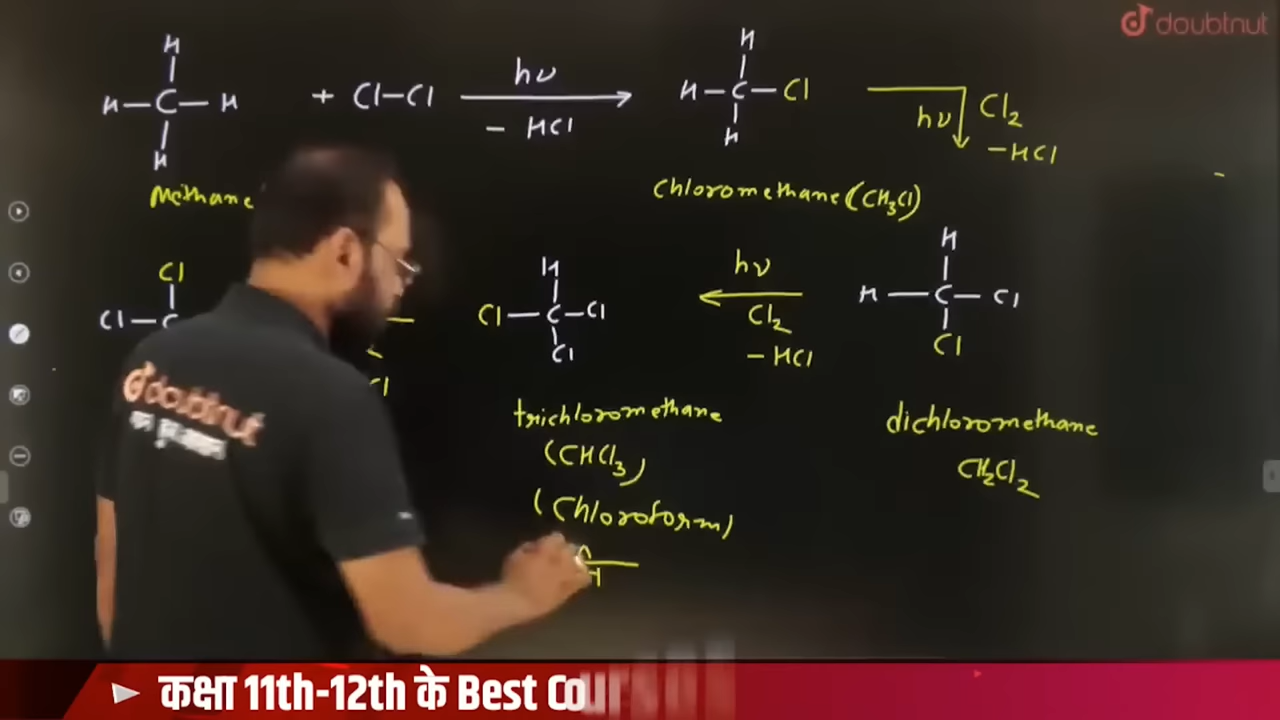 doubtnut
H
H–C–H + Cl–Cl hν – HCl
H
H
H–C–Cl
H
hν Cl₂
–HCl
Methane
Chloromethane (CH₃Cl)
Cl
Cl–C
H
Cl–C–Cl
Cl
hν
Cl₂
–HCl
H
H–C–Cl
Cl
trichloromethane
(CHCl₃)
(Chloroform)
dichloromethane
CH₂Cl₂
doubtnut
▶ कक्षा 11th-12th के Best